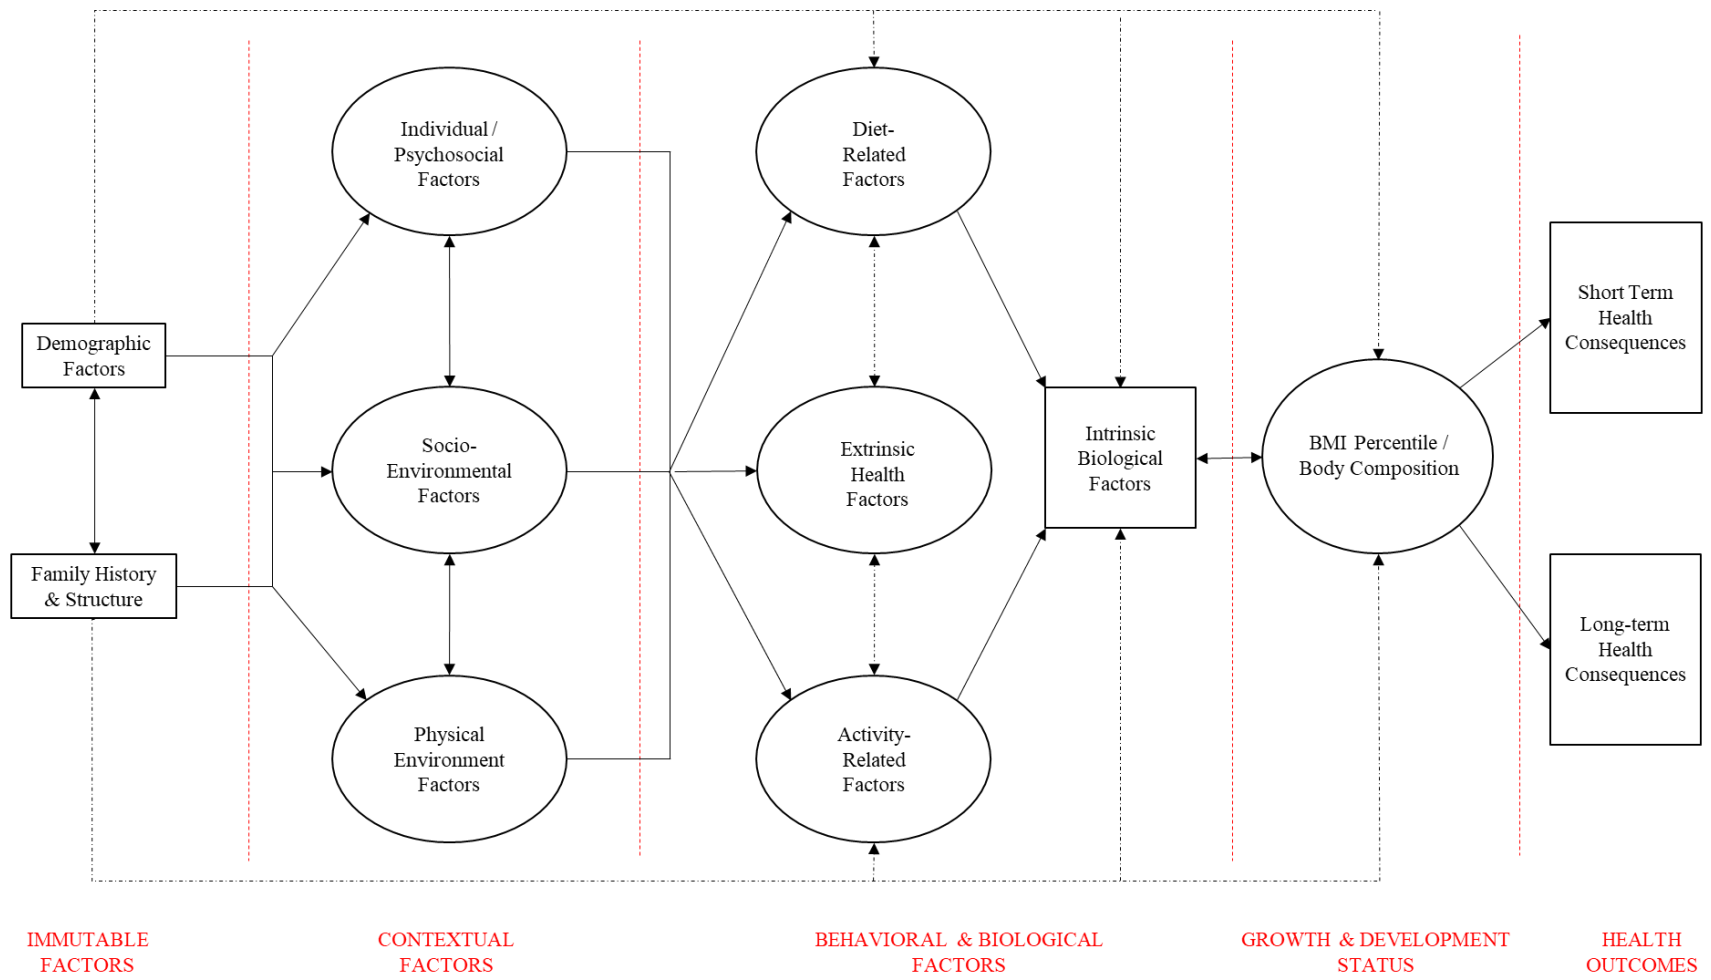 Individual /
Psychosocial
Factors
Diet-
Related
Factors
Short Term
Health
Consequences
Demographic
Factors
Socio-
Environmental
Factors
Extrinsic
Health
Factors
Intrinsic
Biological
Factors
BMI Percentile /
Body Composition
Family History
& Structure
Long-term
Health
Consequences
Physical
Environment
Factors
Activity-
Related
Factors
IMMUTABLE
FACTORS
CONTEXTUAL
FACTORS
BEHAVIORAL & BIOLOGICAL
FACTORS
GROWTH & DEVELOPMENT
STATUS
HEALTH
OUTCOMES